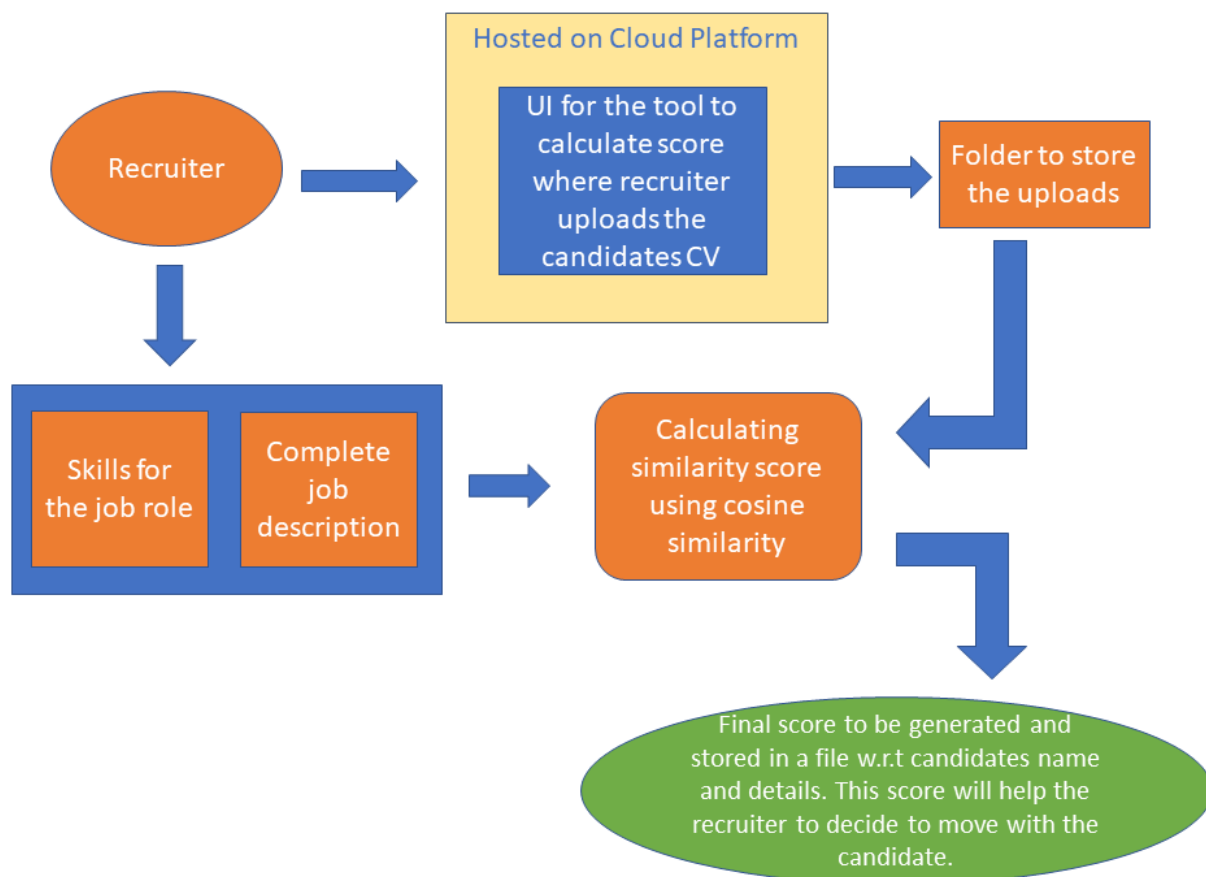 Hosted on Cloud Platform
UI for the tool to
calculate score
where recruiter
uploads the
candidates CV
Recruiter
Folder to store
the uploads
Skills for
the job role
Complete
job
description
Calculating
similarity score
using cosine
similarity
Final score to be generated and
stored in a file w.r.t candidates name
and details. This score will help the
recruiter to decide to move with the
candidate.